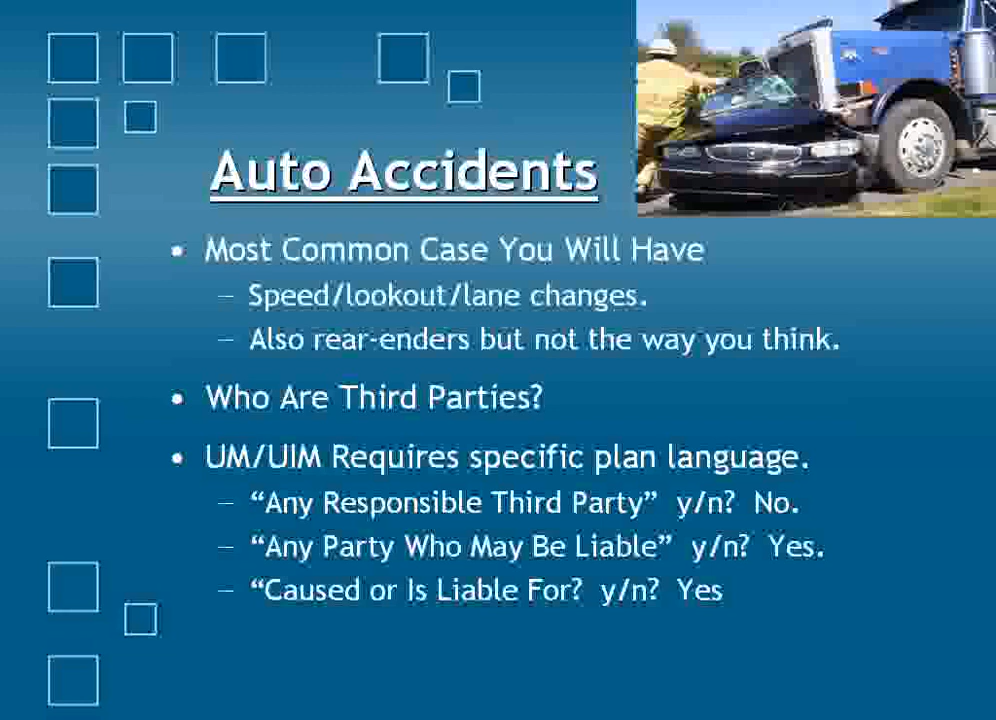 Auto Accidents
• Most Common Case You Will Have
– Speed/lookout/lane changes.
– Also rear-enders but not the way you think.
• Who Are Third Parties?
• UM/UIM Requires specific plan language.
– “Any Responsible Third Party” y/n? No.
– “Any Party Who May Be Liable” y/n? Yes.
– “Caused or Is Liable For? y/n? Yes